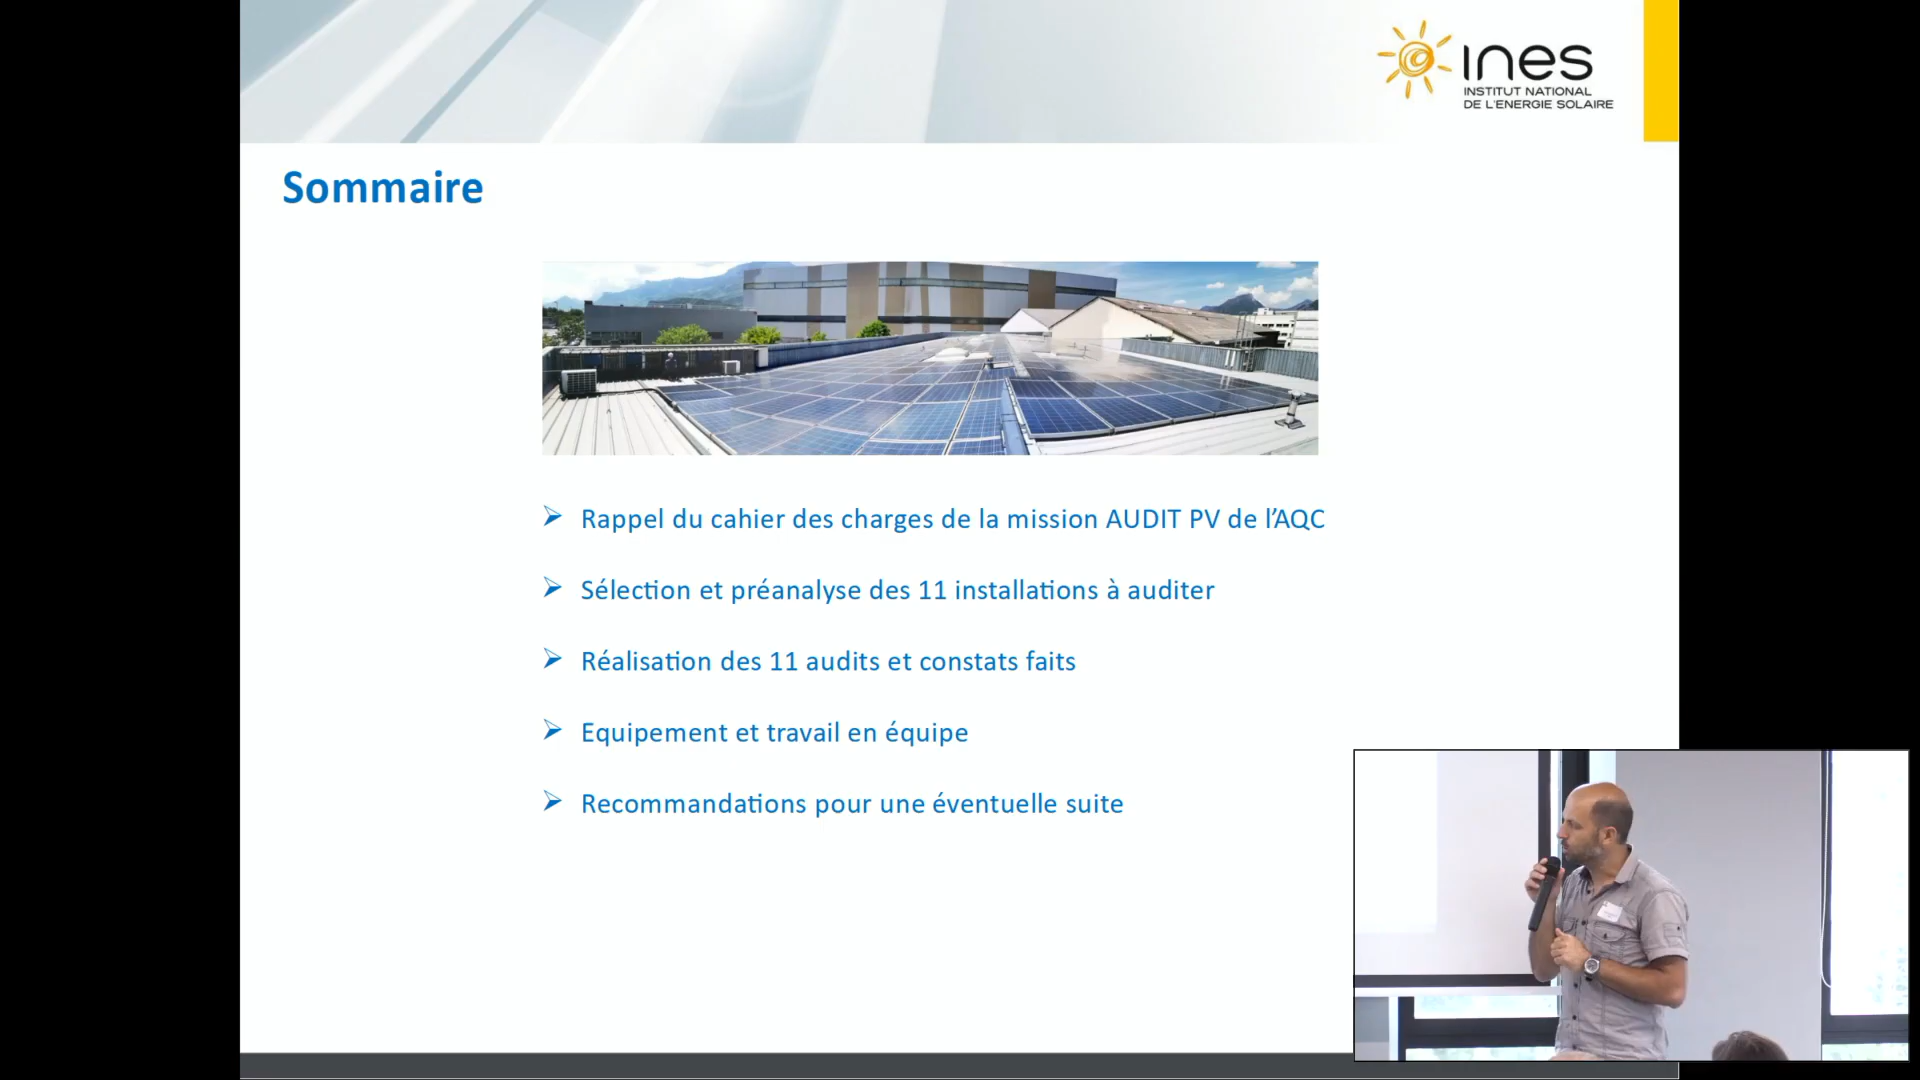 ınes
INSTITUT NATIONAL
DE L'ENERGIE SOLAIRE
Sommaire
Rappel du cahier des charges de la mission AUDIT PV de l’AQC
Sélection et préanalyse des 11 installations à auditer
Réalisation des 11 audits et constats faits
Equipement et travail en équipe
Recommandations pour une éventuelle suite